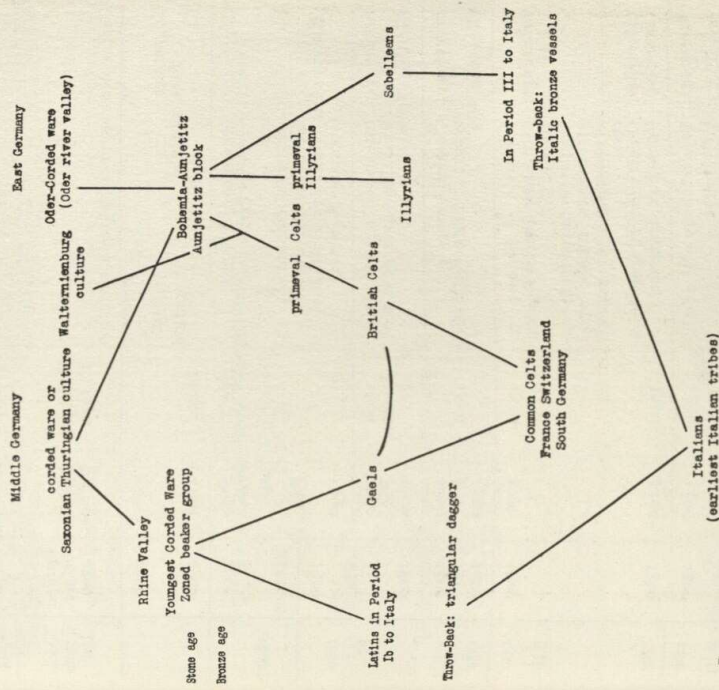 Middle Germany
East Germany
corded ware or
Saxonian Thuringian culture
Walternienburg
culture
Oder-Corded ware
(Oder river valley)
Rhine Valley
Youngest Corded Ware
Zoned beaker group
Bohemia-Aunjetitz
Aunjetitz block
Stone age
Bronze age
primeval Celts
primeval
Illyrians
Latins in Period
Ib to Italy
Gaels
British Celts
Illyrians
Sabelleans
Throw-Back: triangular dagger
Common Celts
France Switzerland
South Germany
In Period III to Italy
Throw-back:
Italic bronze vessels
Italians
(earliest Italian tribes)